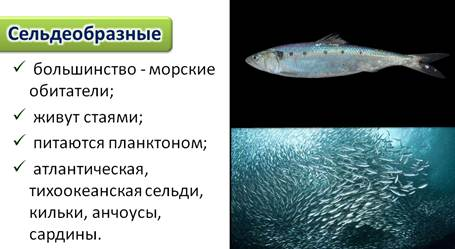 Сельдеобразные
✓ большинство - морские
обитатели;
✓ живут стаями;
✓ питаются планктоном;
✓ атлантическая,
тихоокеанская сельди,
кильки, анчоусы,
сардины.